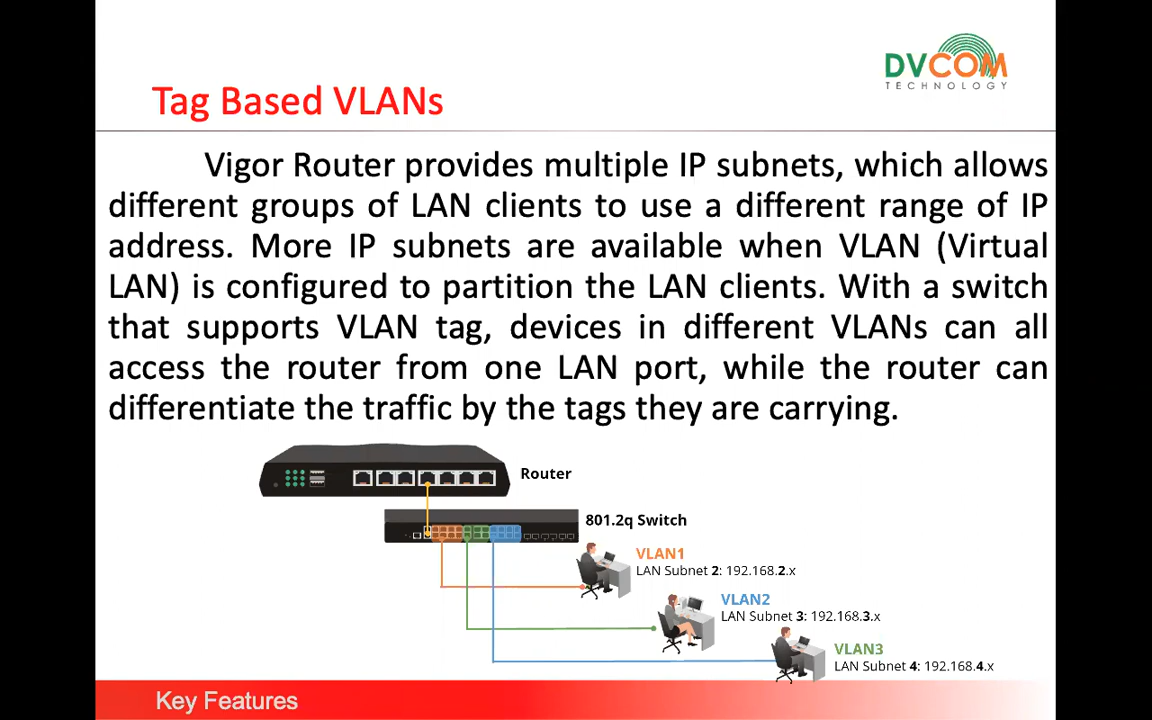 DVCOM
TECHNOLOGY
Tag Based VLANs
Vigor Router provides multiple IP subnets, which allows
different groups of LAN clients to use a different range of IP
address. More IP subnets are available when VLAN (Virtual
LAN) is configured to partition the LAN clients. With a switch
that supports VLAN tag, devices in different VLANs can all
access the router from one LAN port, while the router can
differentiate the traffic by the tags they are carrying.
Router
801.2q Switch
VLAN1
LAN Subnet 2: 192.168.2.x
VLAN2
LAN Subnet 3: 192.168.3.x
VLAN3
LAN Subnet 4: 192.168.4.x
Key Features